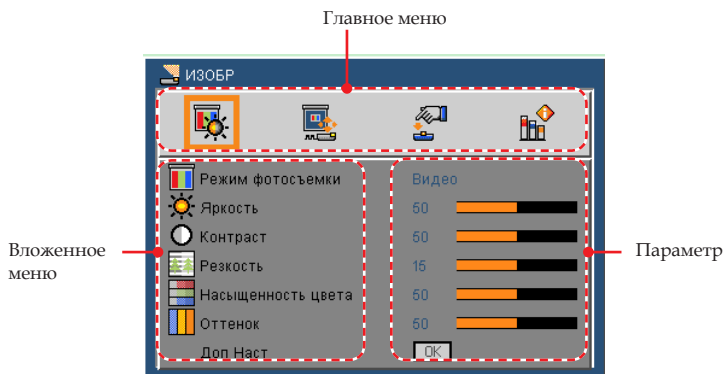 Главное меню
ИЗОБР
Режим фотосъемки Видео
Яркость 50
Контраст 50
Вложенное меню
Параметр
Резкость 15
Насыщенность цвета 50
Оттенок 50
Доп Наст OK